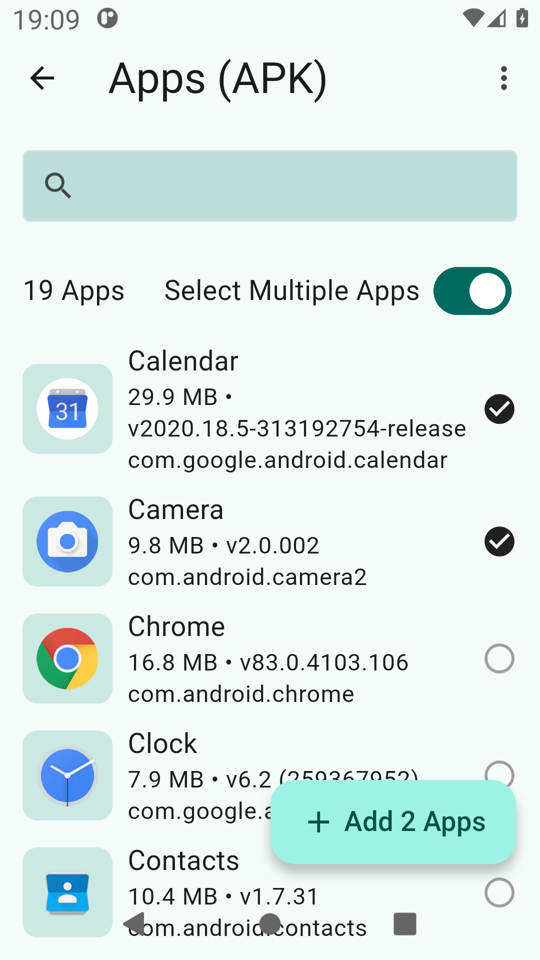 19:09
Apps (APK)
19 Apps
Select Multiple Apps
Calendar
29.9 MB •
v2020.18.5-313192754-release
com.google.android.calendar
31
Camera
9.8 MB • v2.0.002
com.android.camera2
Chrome
16.8 MB • v83.0.4103.106
com.android.chrome
Clock
7.9 MB • v6.2 (259367952)
com.google.a
+ Add 2 Apps
Contacts
10.4 MB • v1.7.31
com.android.contacts